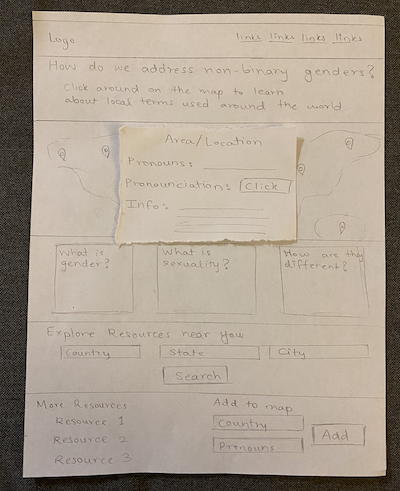 Logo
links links links links
How do we address non-binary genders?
Click around on the map to learn
about local terms used around the world
Area/Location
Pronouns:
Pronounciation: Click
Info:
What is
gender?
What is
sexuality?
How are they
different?
Explore Resources near You
Country
State
City
Search
More Resources
Resource 1
Resource 2
Resource 3
Add to map
Country
Pronouns
Add